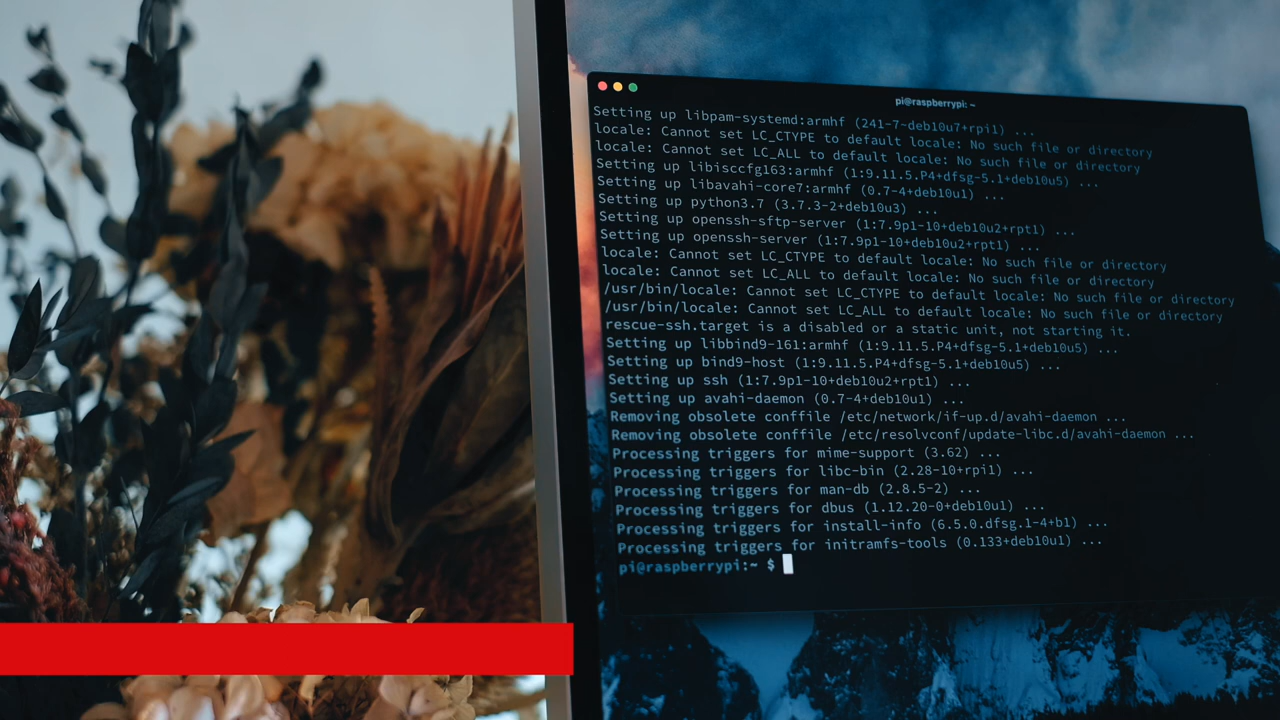 pi@raspberrypi: ~
Setting up libpam-systemd:armhf (241-7~deb10u7+rpi1) ...
locale: Cannot set LC_CTYPE to default locale: No such file or directory
locale: Cannot set LC_ALL to default locale: No such file or directory
Setting up libisccfg163:armhf (1:9.11.5.P4+dfsg-5.1+deb10u5) ...
Setting up libavahi-core7:armhf (0.7-4+deb10u1) ...
Setting up python3.7 (3.7.3-2+deb10u3) ...
Setting up openssh-sftp-server (1:7.9p1-10+deb10u2+rpt1) ...
Setting up openssh-server (1:7.9p1-10+deb10u2+rpt1) ...
locale: Cannot set LC_CTYPE to default locale: No such file or directory
locale: Cannot set LC_ALL to default locale: No such file or directory
/usr/bin/locale: Cannot set LC_CTYPE to default locale: No such file or directory
/usr/bin/locale: Cannot set LC_ALL to default locale: No such file or directory
rescue-ssh.target is a disabled or a static unit, not starting it.
Setting up libbind9-161:armhf (1:9.11.5.P4+dfsg-5.1+deb10u5) ...
Setting up bind9-host (1:9.11.5.P4+dfsg-5.1+deb10u5) ...
Setting up ssh (1:7.9p1-10+deb10u2+rpt1) ...
Setting up avahi-daemon (0.7-4+deb10u1) ...
Removing obsolete conffile /etc/network/if-up.d/avahi-daemon ...
Removing obsolete conffile /etc/resolvconf/update-libc.d/avahi-daemon ...
Processing triggers for mime-support (3.62) ...
Processing triggers for libc-bin (2.28-10+rpi1) ...
Processing triggers for man-db (2.8.5-2) ...
Processing triggers for dbus (1.12.20-0+deb10u1) ...
Processing triggers for install-info (6.5.0.dfsg.1-4+b1) ...
Processing triggers for initramfs-tools (0.133+deb10u1) ...
pi@raspberrypi:~ $